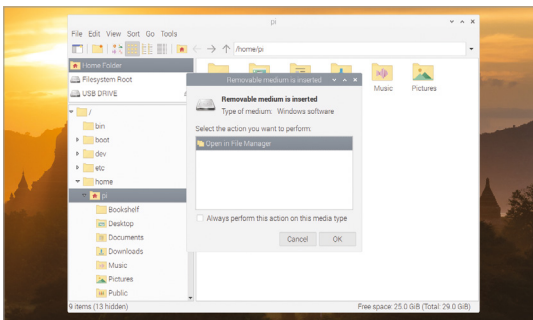 pi
File Edit View Sort Go Tools
/home/pi
Home Folder
Filesystem Root
USB DRIVE
/
bin
boot
dev
etc
home
pi
Bookshelf
Desktop
Documents
Downloads
Music
Pictures
Public
Music
Pictures
Removable medium is inserted
Removable medium is inserted
Type of medium: Windows software
Select the action you want to perform:
Open in File Manager
Always perform this action on this media type
Cancel OK
9 items (13 hidden)
Free space: 25.0 GiB (Total: 29.0 GiB)